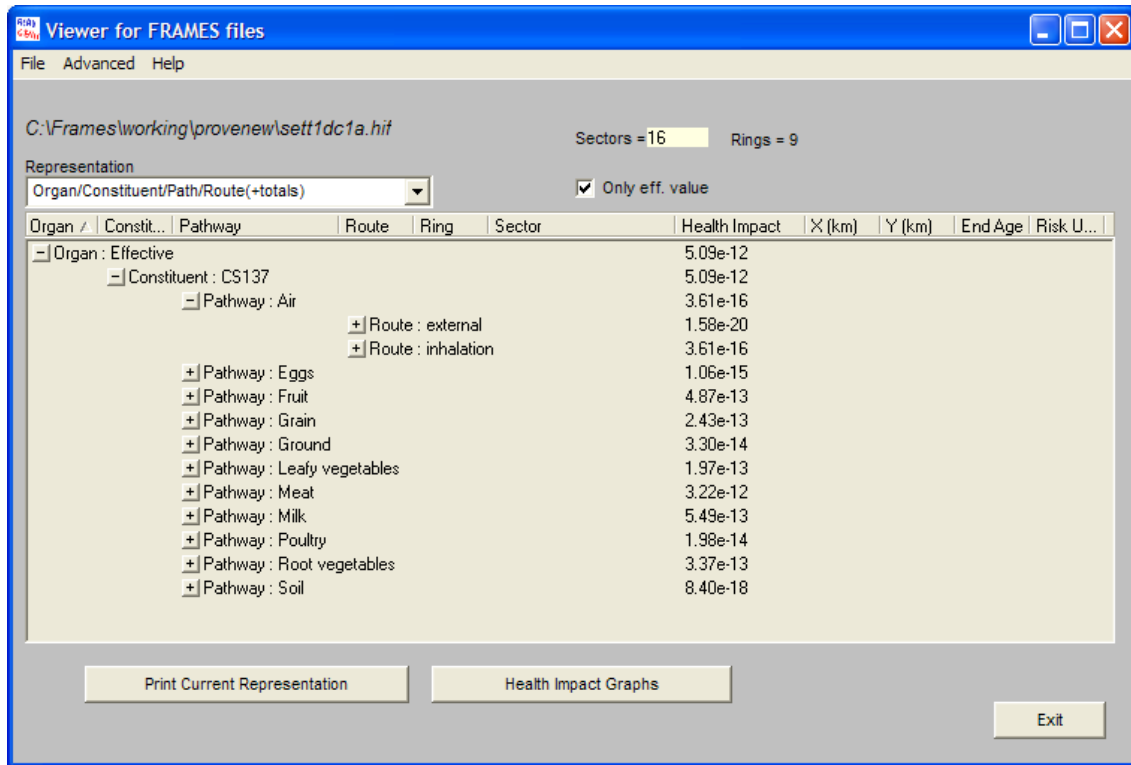 Viewer for FRAMES files
File Advanced Help
C:\Frames\working\provenew\sett1dc1a.hif
Sectors = 16 Rings = 9
Representation
Organ/Constituent/Path/Route(+totals)
Only eff. value
Organ Constit... Pathway Route Ring Sector Health Impact X (km) Y (km) End Age Risk U...
Organ : Effective 5.09e-12
Constituent : CS137 5.09e-12
Pathway : Air 3.61e-16
Route : external 1.58e-20
Route : inhalation 3.61e-16
Pathway : Eggs 1.06e-15
Pathway : Fruit 4.87e-13
Pathway : Grain 2.43e-13
Pathway : Ground 3.30e-14
Pathway : Leafy vegetables 1.97e-13
Pathway : Meat 3.22e-12
Pathway : Milk 5.49e-13
Pathway : Poultry 1.98e-14
Pathway : Root vegetables 3.37e-13
Pathway : Soil 8.40e-18
Print Current Representation Health Impact Graphs
Exit